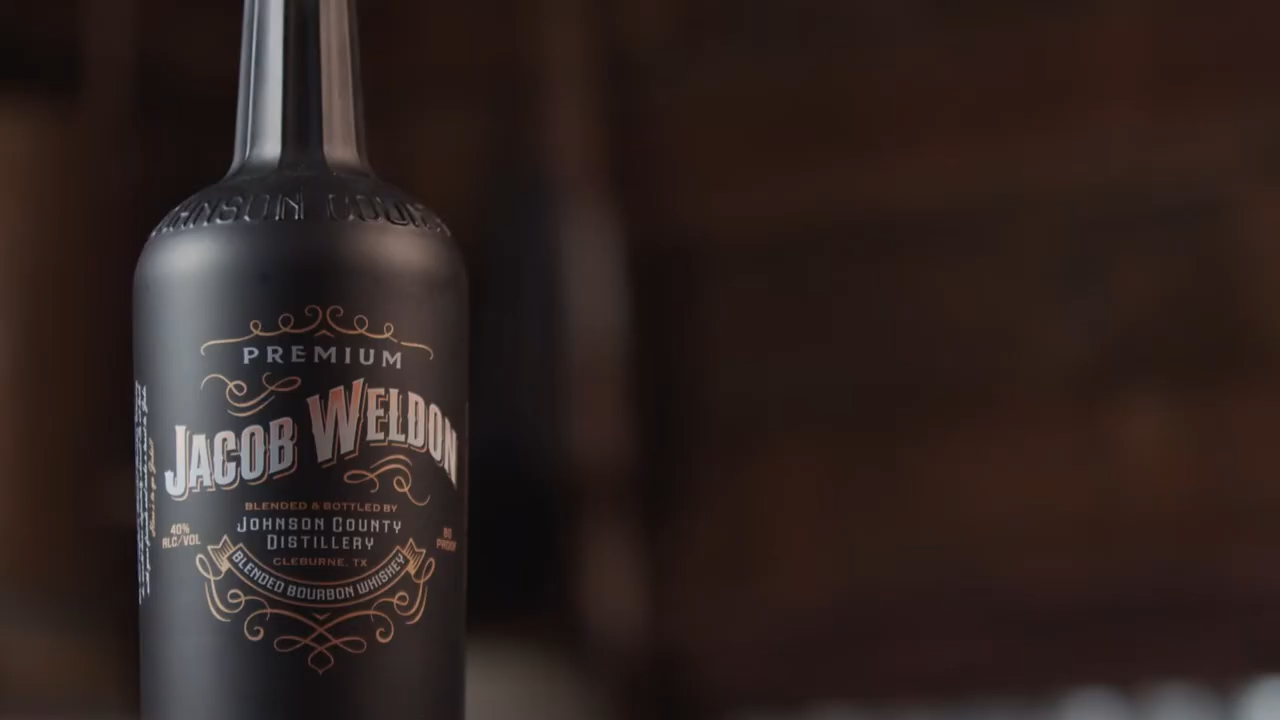 PREMIUM
JACOB WELDON
BLENDED & BOTTLED BY
JOHNSON COUNTY
DISTILLERY
40%
ALC/VOL
80
PROOF
CLEBURNE, TX
BLENDED BOURBON WHISKEY